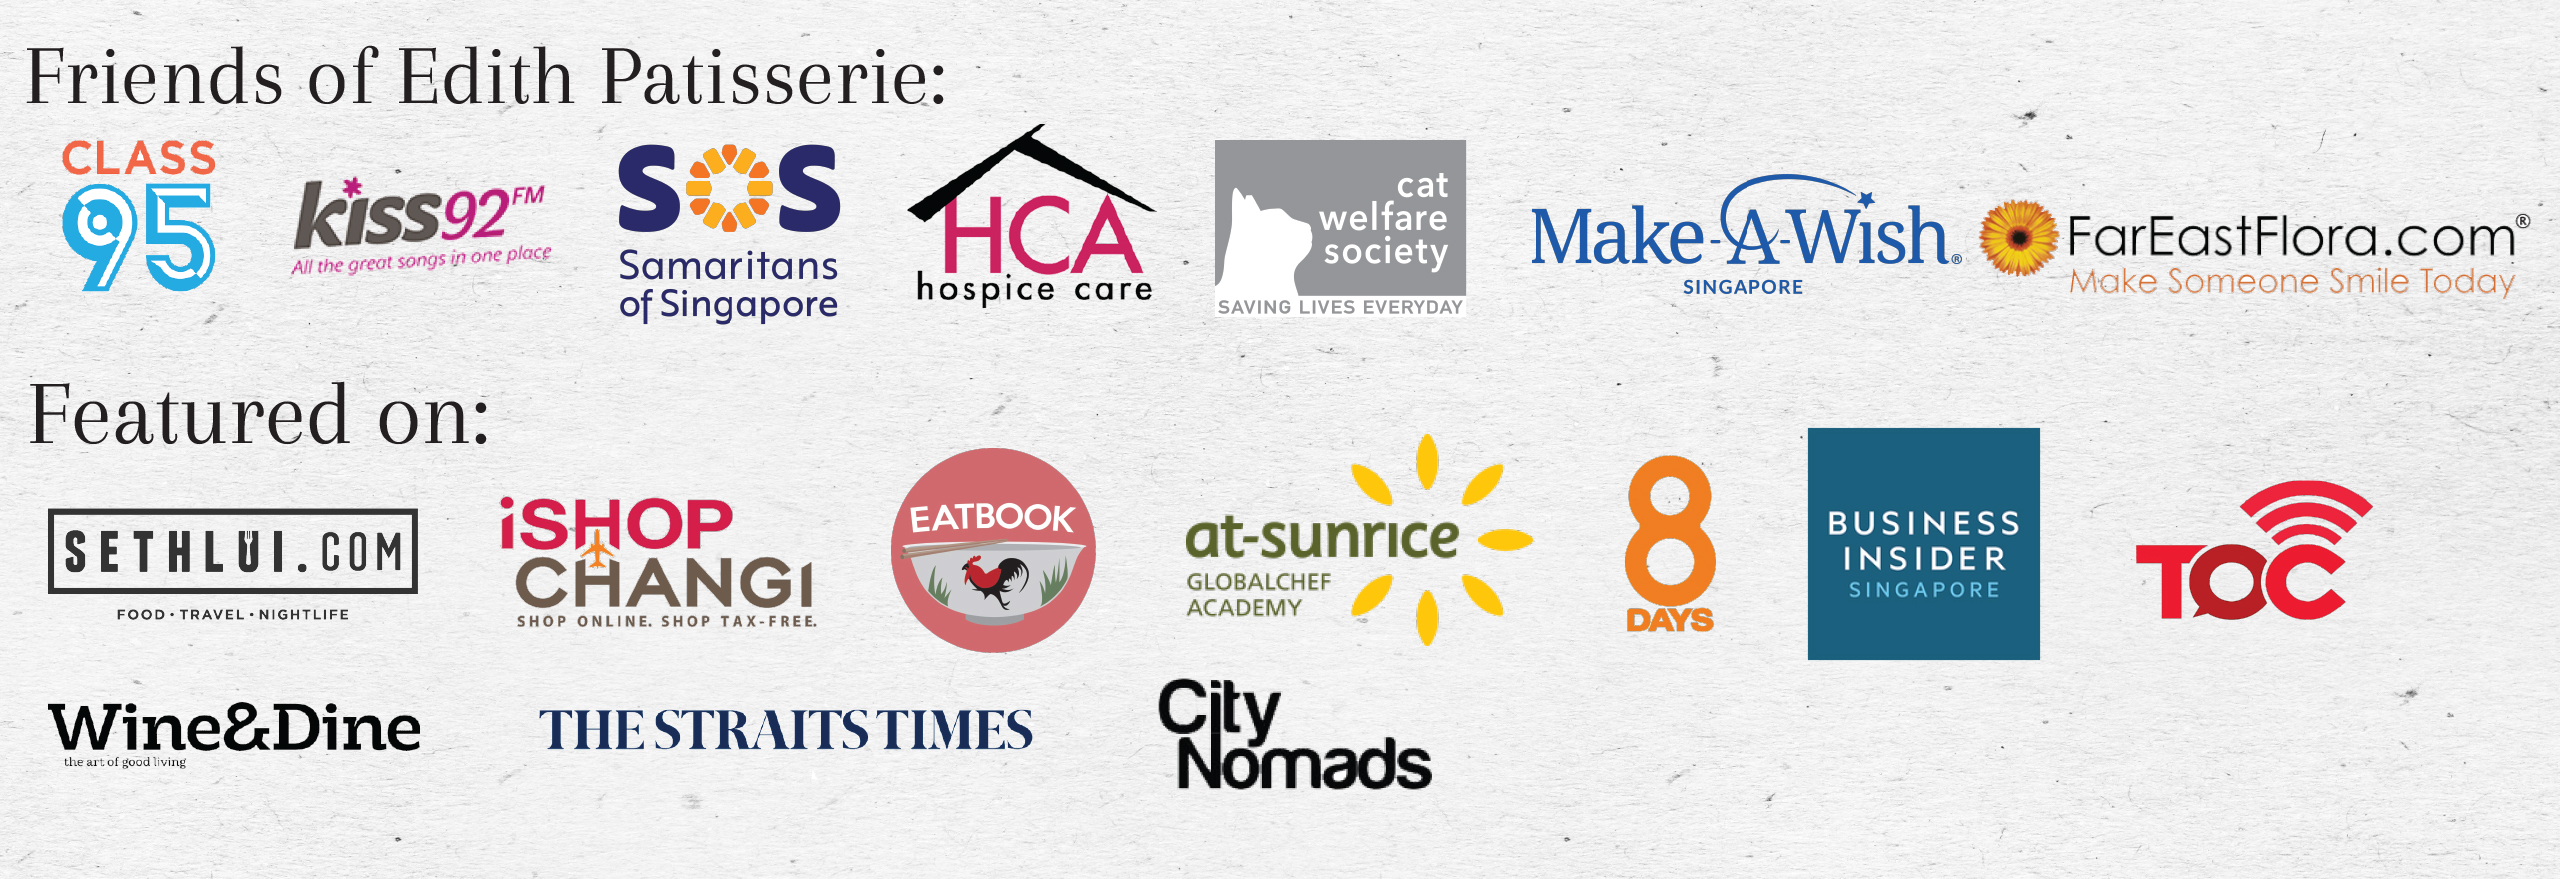 Friends of Edith Patisserie:
CLASS
95
kiss92FM
All the great songs in one place
SOS
Samaritans
of Singapore
HCA
hospice care
cat
welfare
society
SAVING LIVES EVERYDAY
Make-A-Wish®
SINGAPORE
FarEastFlora.com®
Make Someone Smile Today
Featured on:
SETHLUI.COM
FOOD • TRAVEL • NIGHTLIFE
iSHOP
CHANGI
SHOP ONLINE. SHOP TAX-FREE.
EATBOOK
at-sunrice
GLOBALCHEF
ACADEMY
8
DAYS
BUSINESS
INSIDER
SINGAPORE
TOC
Wine&Dine
the art of good living
THE STRAITS TIMES
City
Nomads